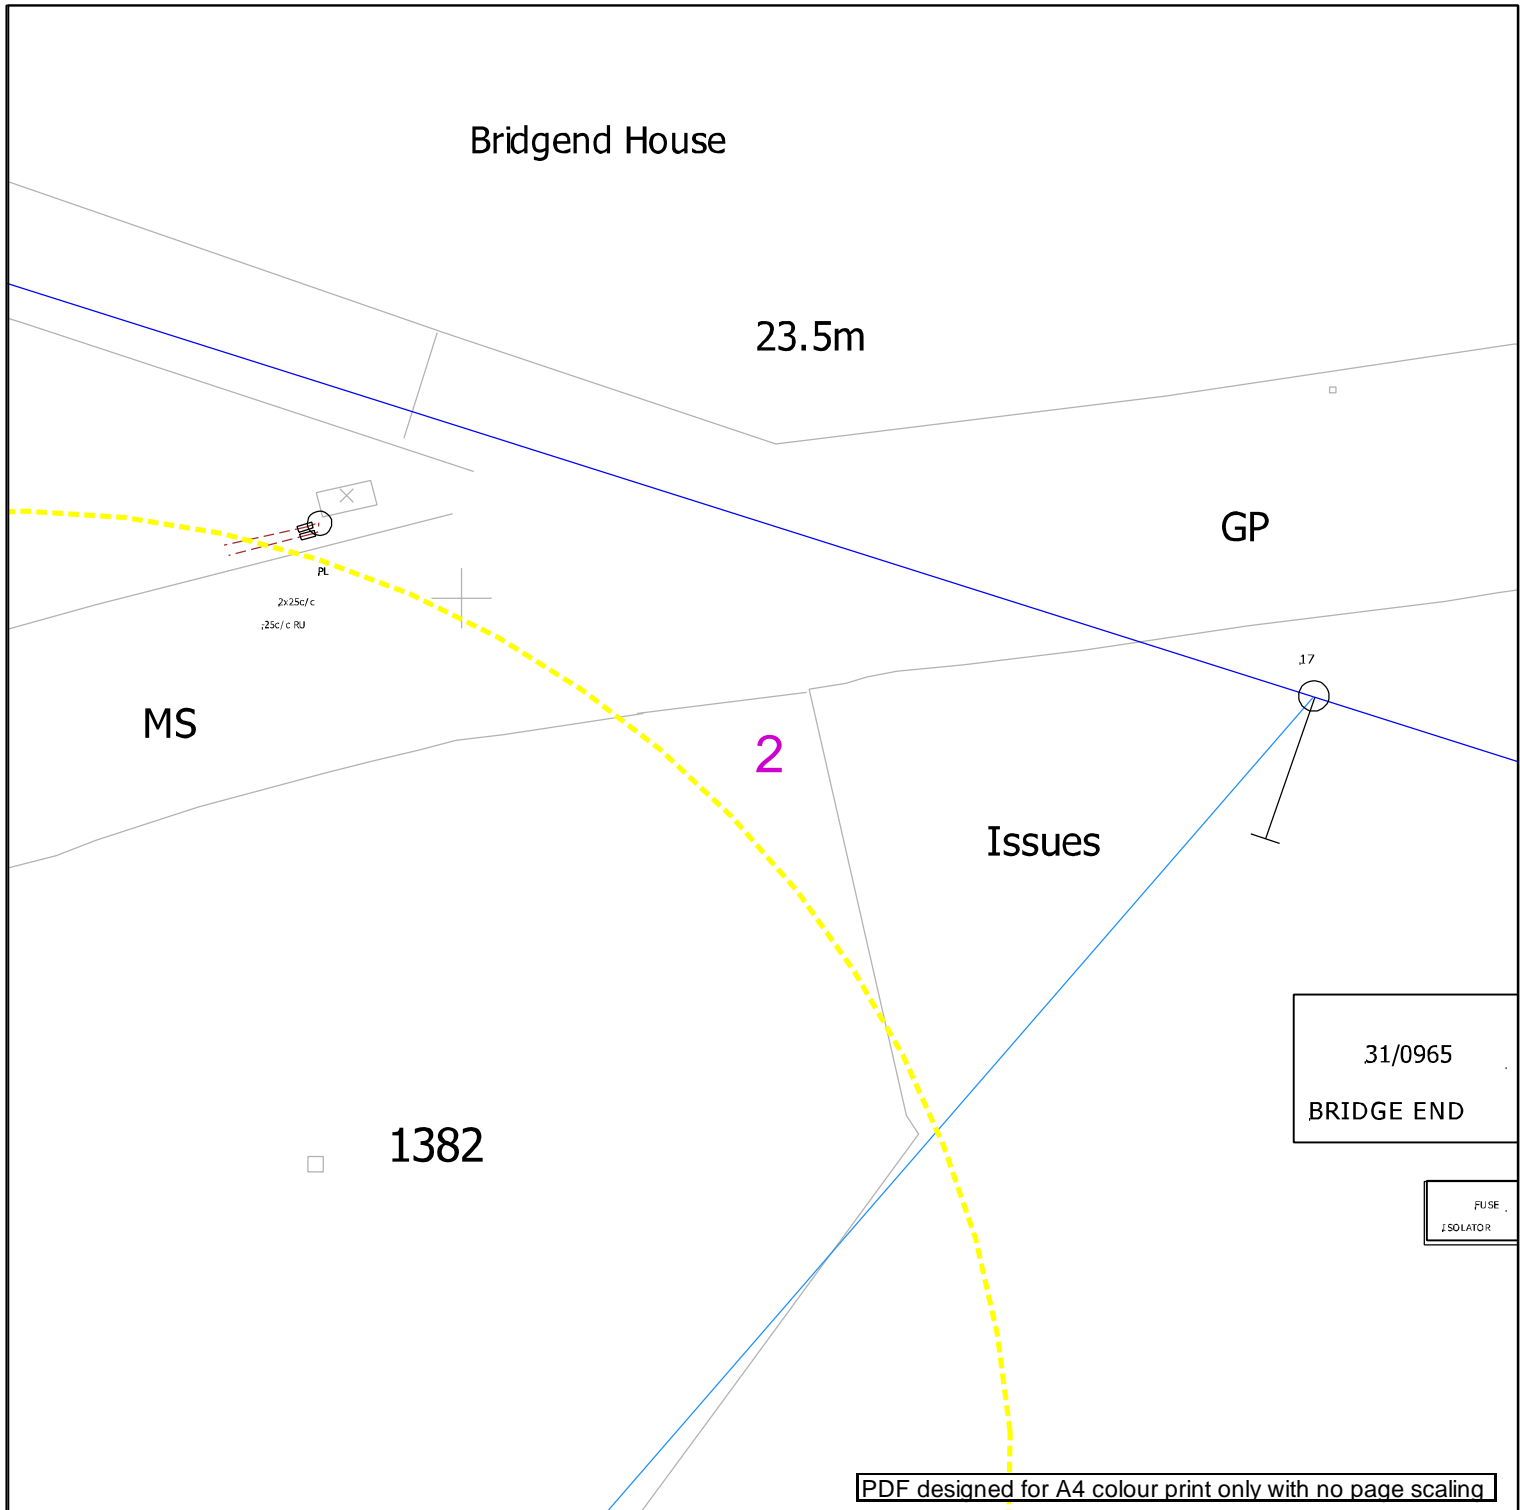 Bridgend House
23.5m
GP
PL
2x25c/c
25c/c RU
17
MS
2
Issues
31/0965
BRIDGE END
1382
FUSE
ISOLATOR
PDF designed for A4 colour print only with no page scaling